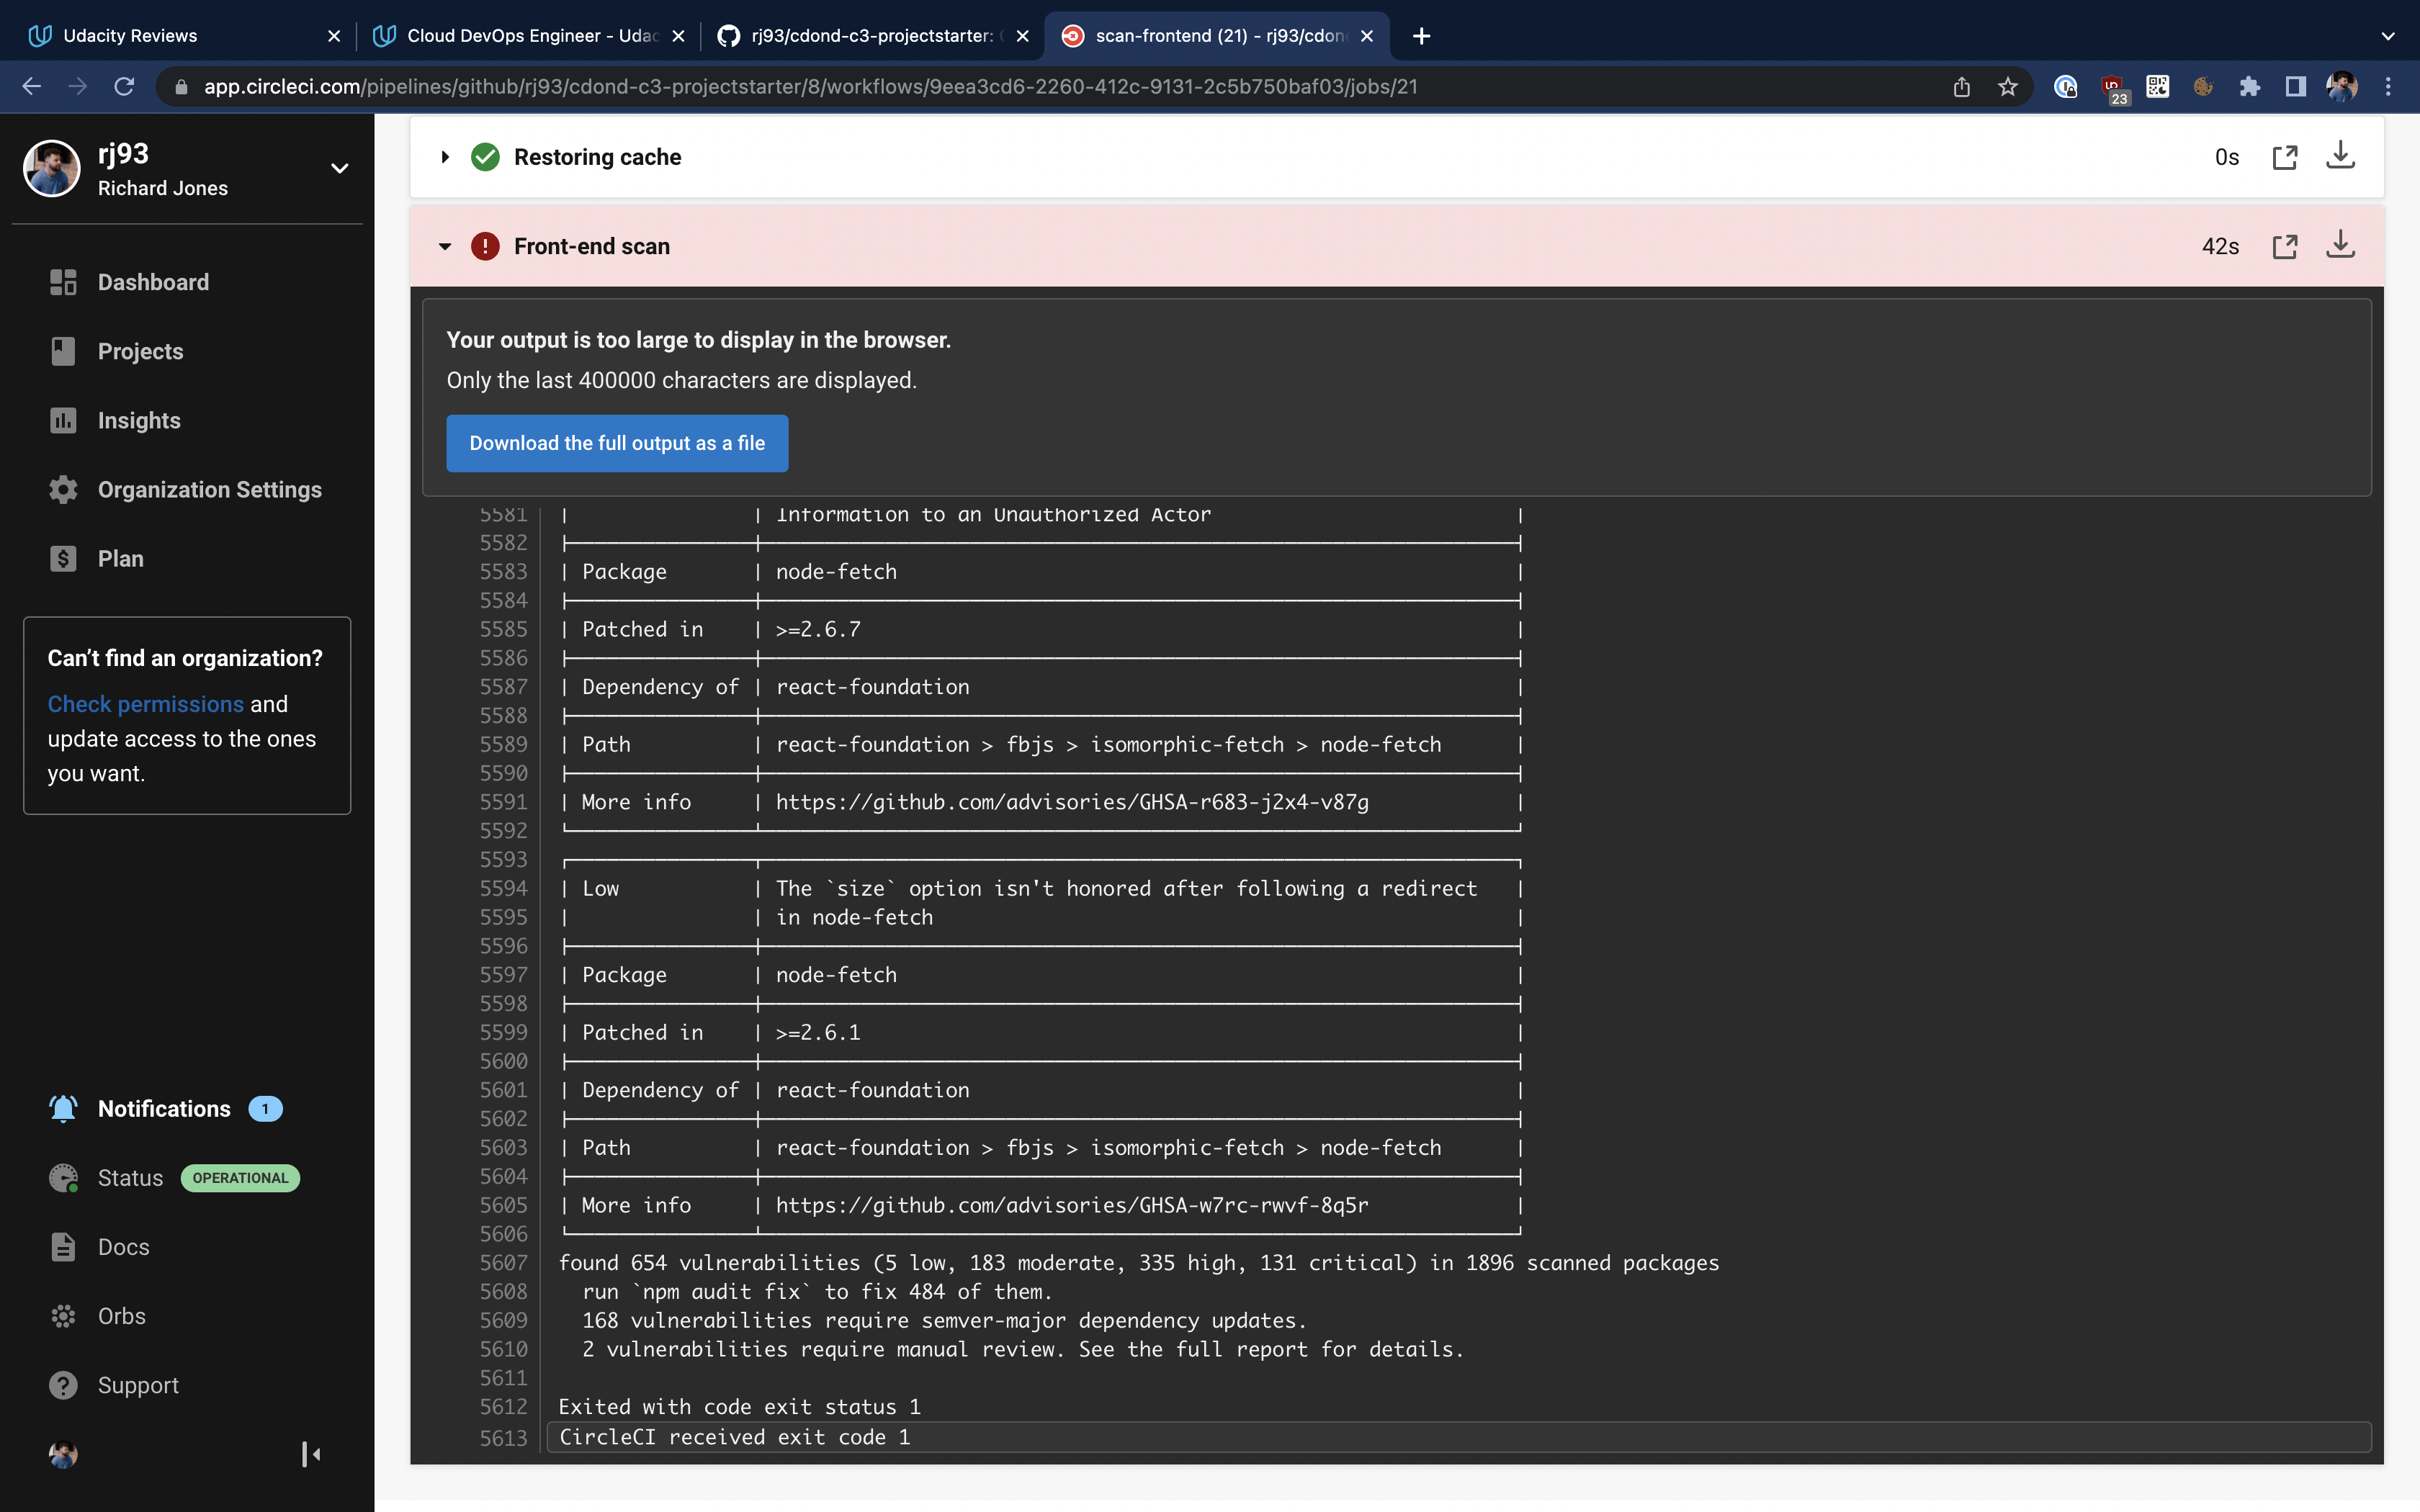 Udacity Reviews
Cloud DevOps Engineer - Udac
rj93/cdond-c3-projectstarter: C
scan-frontend (21) - rj93/cdon
app.circleci.com/pipelines/github/rj93/cdond-c3-projectstarter/8/workflows/9eea3cd6-2260-412c-9131-2c5b750baf03/jobs/21
23
rj93
Richard Jones
Dashboard
Projects
Insights
Organization Settings
Plan
Can't find an organization?
Check permissions and
update access to the ones
you want.
Notifications 1
Status OPERATIONAL
Docs
Orbs
Support
Restoring cache 0s
Front-end scan 42s
Your output is too large to display in the browser.
Only the last 400000 characters are displayed.
Download the full output as a file
5581 | | Information to an Unauthorized Actor |
5582
5583 | Package | node-fetch |
5584
5585 | Patched in | >=2.6.7 |
5586
5587 | Dependency of | react-foundation |
5588
5589 | Path | react-foundation > fbjs > isomorphic-fetch > node-fetch |
5590
5591 | More info | https://github.com/advisories/GHSA-r683-j2x4-v87g |
5592
5593
5594 | Low | The `size` option isn't honored after following a redirect |
5595 | | in node-fetch |
5596
5597 | Package | node-fetch |
5598
5599 | Patched in | >=2.6.1 |
5600
5601 | Dependency of | react-foundation |
5602
5603 | Path | react-foundation > fbjs > isomorphic-fetch > node-fetch |
5604
5605 | More info | https://github.com/advisories/GHSA-w7rc-rwvf-8q5r |
5606
5607 found 654 vulnerabilities (5 low, 183 moderate, 335 high, 131 critical) in 1896 scanned packages
5608 run `npm audit fix` to fix 484 of them.
5609 168 vulnerabilities require semver-major dependency updates.
5610 2 vulnerabilities require manual review. See the full report for details.
5611
5612 Exited with code exit status 1
5613 CircleCI received exit code 1